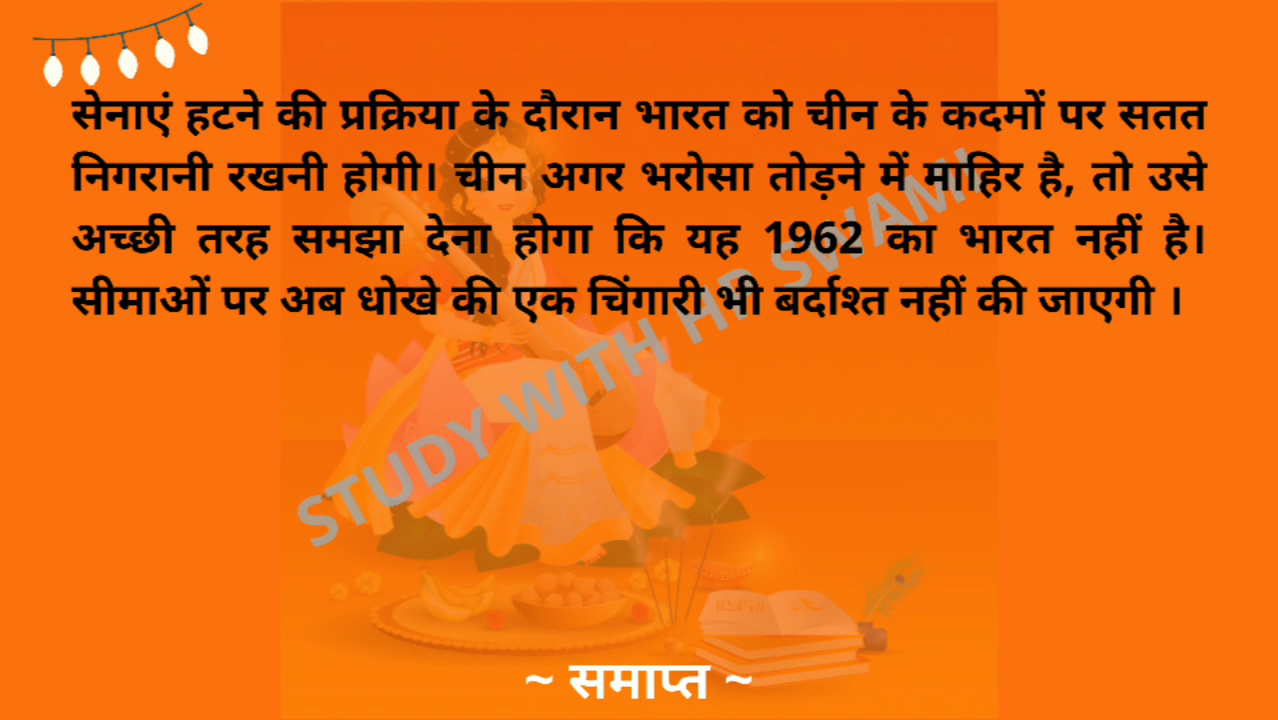 सेनाएं हटने की प्रक्रिया के दौरान भारत को चीन के कदमों पर सतत
निगरानी रखनी होगी। चीन अगर भरोसा तोड़ने में माहिर है, तो उसे
अच्छी तरह समझा देना होगा कि यह 1962 का भारत नहीं है।
सीमाओं पर अब धोखे की एक चिंगारी भी बर्दाश्त नहीं की जाएगी ।
STUDY WITH HP SWAMI
~ समाप्त ~